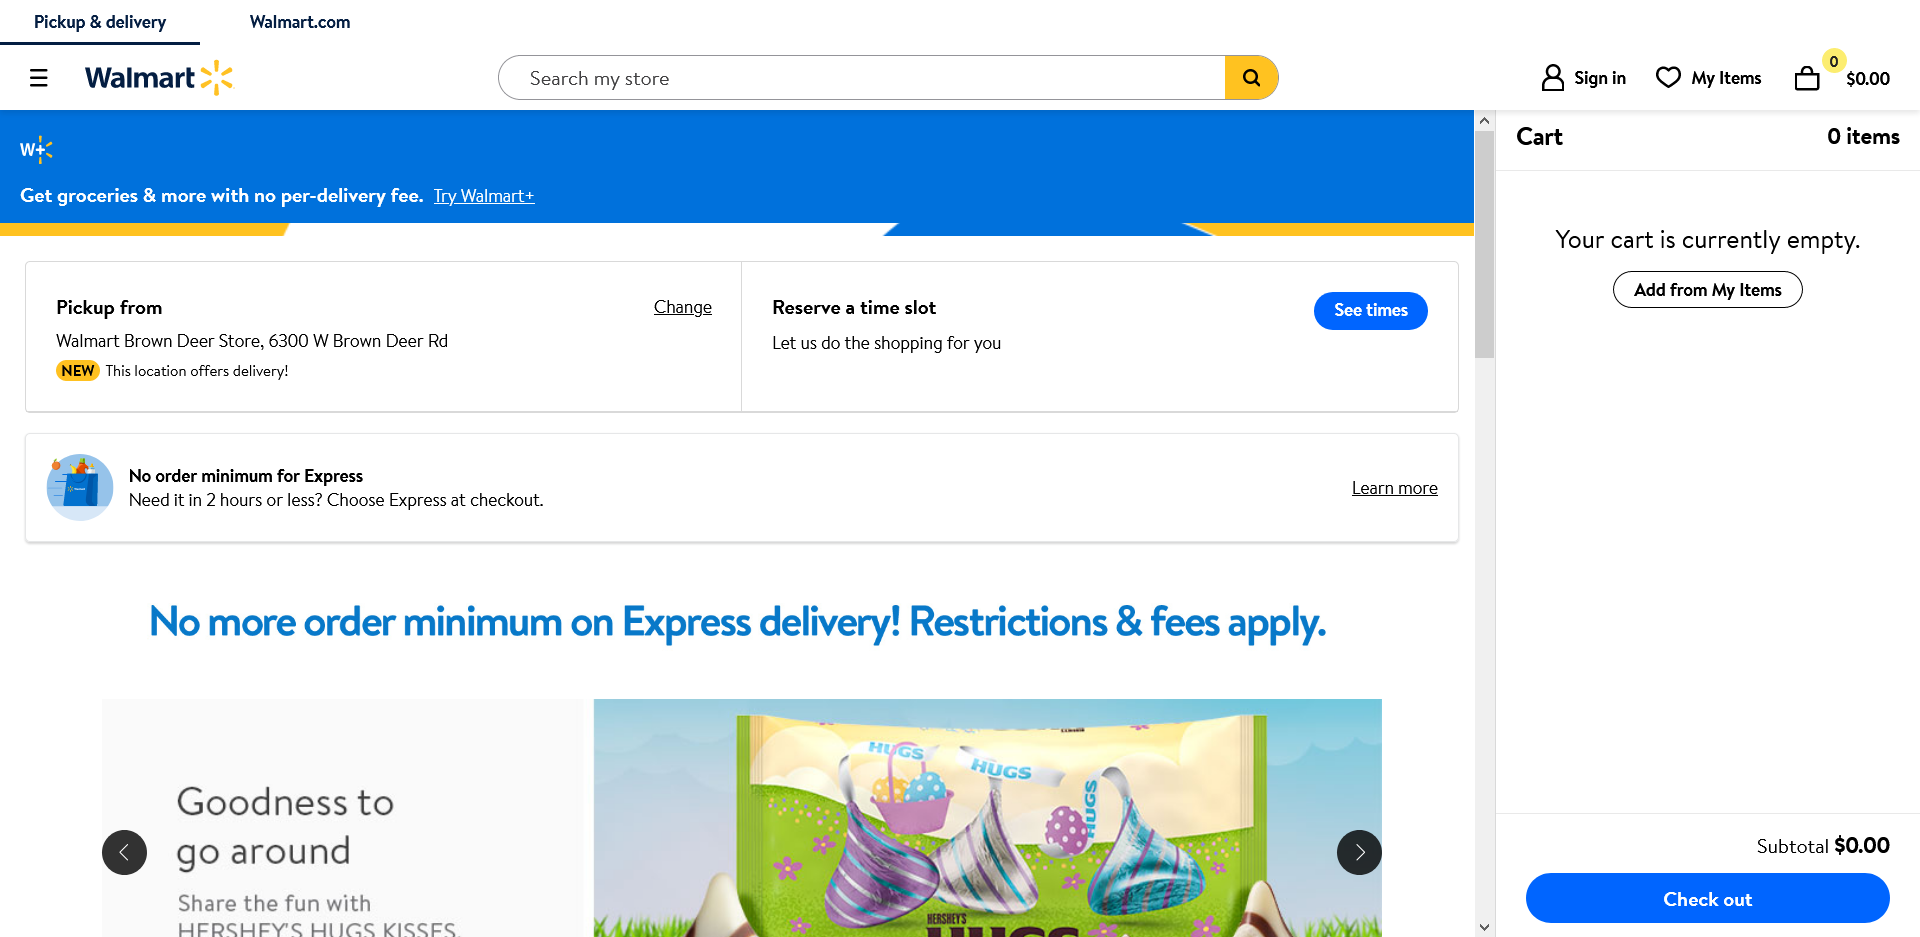 Pickup & delivery
Walmart.com
Walmart
Search my store
Sign in
My Items
0
$0.00
W+
Get groceries & more with no per-delivery fee. Try Walmart+
Pickup from
Change
Walmart Brown Deer Store, 6300 W Brown Deer Rd
NEW This location offers delivery!
Reserve a time slot
See times
Let us do the shopping for you
No order minimum for Express
Need it in 2 hours or less? Choose Express at checkout.
Learn more
No more order minimum on Express delivery! Restrictions & fees apply.
Goodness to
go around
Share the fun with
HERSHEY'S HUGS KISSES.
HUGS
HUGS
HUGS
HERSHEY'S
HUGS
Cart
0 items
Your cart is currently empty.
Add from My Items
Subtotal $0.00
Check out